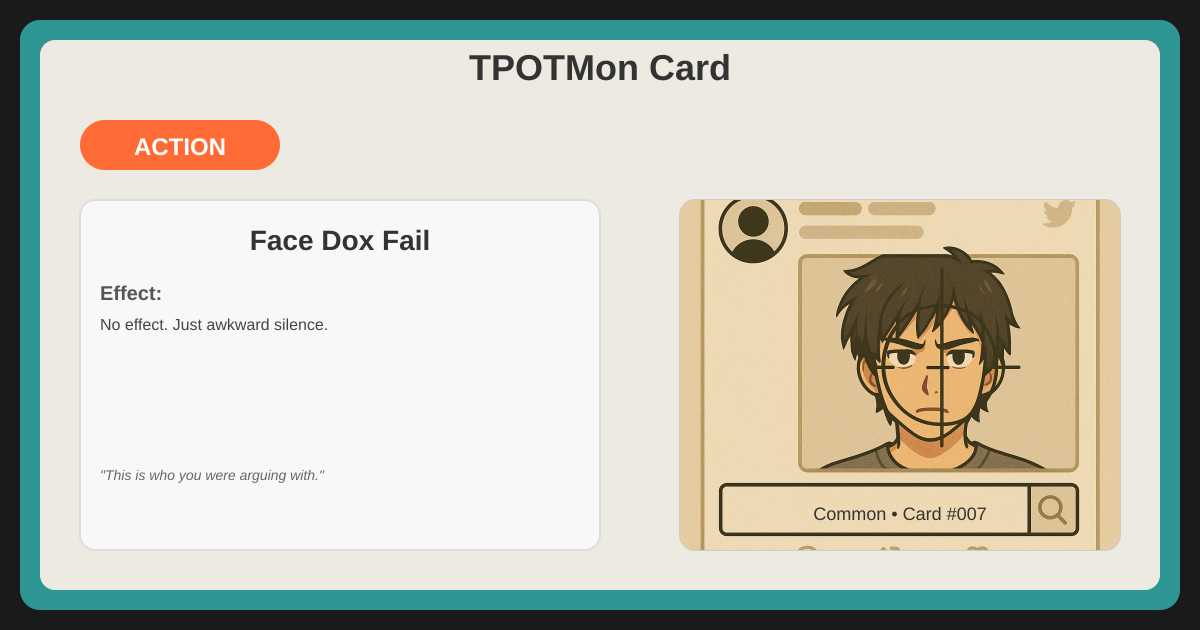 TPOTMon Card
ACTION
Face Dox Fail
Effect:
No effect. Just awkward silence.
"This is who you were arguing with."
Common • Card #007